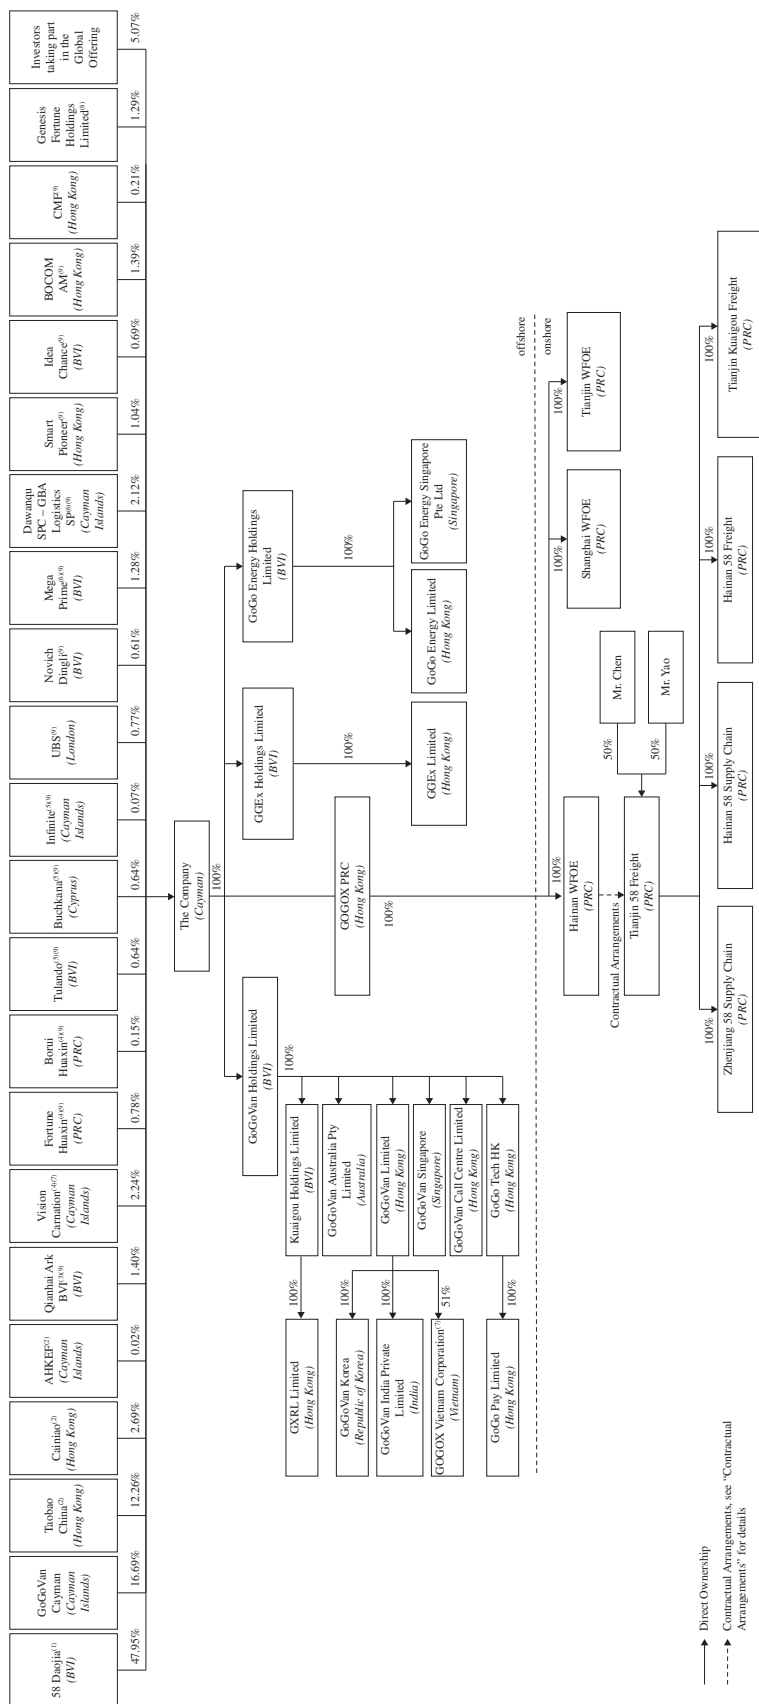 58 Daojia(1)
(BVI)
47.95%
GoGoVan
Cayman
(Cayman
Islands)
16.69%
Taobao
China(2)
(Hong Kong)
12.26%
Cainiao(2)
(Hong Kong)
2.69%
AHKEF(2)
(Cayman
Islands)
0.02%
Qianhai Ark
BVI(3)(9)
(BVI)
1.40%
Vision
Carnation(4)(7)
(Cayman
Islands)
2.24%
Fortune
Huaxin(4)(9)
(PRC)
0.78%
Borui
Huaxin(4)(9)
(PRC)
0.15%
Tulando(5)(9)
(BVI)
0.64%
Buchkana(5)(9)
(Cyprus)
0.64%
Infinite(5)(9)
(Cayman
Islands)
0.07%
UBS(9)
(London)
0.77%
Novich
Dingli(9)
(BVI)
0.61%
Mega
Prime(6)(9)
(BVI)
1.28%
Dawanqu
SPC – GBA
Logistics
SP(6)(9)
(Cayman
Islands)
2.12%
Smart
Pioneer(9)
(Hong Kong)
1.04%
Idea
Chance(9)
(BVI)
0.69%
BOCOM
AM(9)
(Hong Kong)
1.39%
CMF(9)
(Hong Kong)
0.21%
Genesis
Fortune
Holdings
Limited(8)
1.29%
Investors
taking part
in the
Global
Offering
5.07%
The Company
(Cayman)
100%
GoGoVan Holdings Limited
(BVI)
100%
GOGOX PRC
(Hong Kong)
100%
GGEx Holdings Limited
(BVI)
100%
GoGo Energy Holdings
Limited
(BVI)
100%
Kuaigou Holdings Limited
(BVI)
GoGoVan Australia Pty
Limited
(Australia)
GoGoVan Limited
(Hong Kong)
GoGoVan Singapore
(Singapore)
GoGoVan Call Centre Limited
(Hong Kong)
GoGo Tech HK
(Hong Kong)
GGEx Limited
(Hong Kong)
GoGo Energy Limited
(Hong Kong)
GoGo Energy Singapore
Pte Ltd
(Singapore)
100%
100%
100%
51%
100%
GXRL Limited
(Hong Kong)
GoGoVan Korea
(Republic of Korea)
GoGoVan India Private
Limited
(India)
GOGOX Vietnam Corporation(7)
(Vietnam)
GoGo Pay Limited
(Hong Kong)
offshore
onshore
100%
100%
100%
Hainan WFOE
(PRC)
Shanghai WFOE
(PRC)
Tianjin WFOE
(PRC)
Contractual Arrangements
Mr. Chen
50%
Mr. Yao
50%
Tianjin 58 Freight
(PRC)
100%
100%
100%
100%
Zhenjiang 58 Supply Chain
(PRC)
Hainan 58 Supply Chain
(PRC)
Hainan 58 Freight
(PRC)
Tianjin Kuaigou Freight
(PRC)
Direct Ownership
Contractual Arrangements, see “Contractual
Arrangements” for details